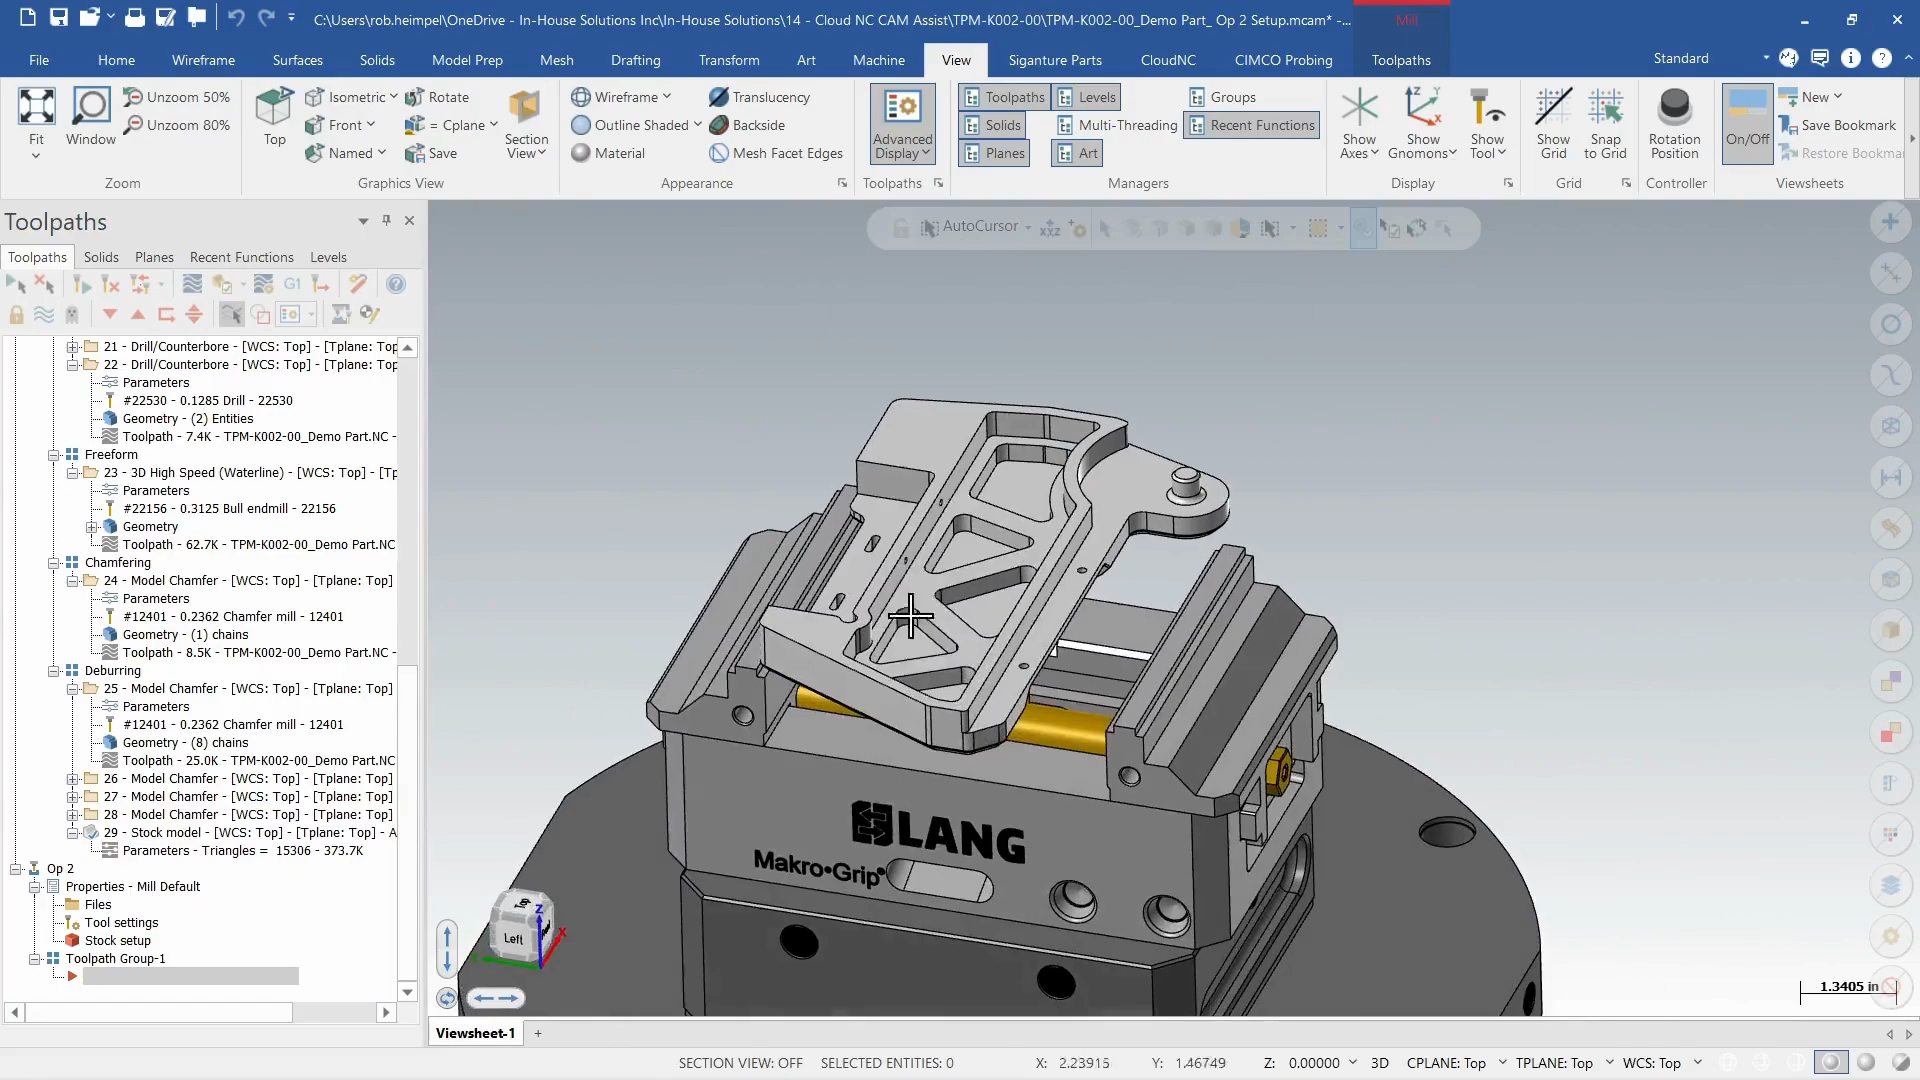 C:\Users\rob.heimpel\OneDrive - In-House Solutions Inc\In-House Solutions\14 - Cloud NC CAM Assist\TPM-K002-00\TPM-K002-00_Demo Part_ Op 2 Setup.mcam* -...
Mill
File Home Wireframe Surfaces Solids Model Prep Mesh Drafting Transform Art Machine View Siganture Parts CloudNC CIMCO Probing Toolpaths Standard
Fit
Window
Unzoom 50%
Unzoom 80%
Zoom
Top
Isometric
Front
Named
Rotate
= Cplane
Save
Section
View
Graphics View
Wireframe
Outline Shaded
Material
Translucency
Backside
Mesh Facet Edges
Appearance
Advanced
Display
Toolpaths
Toolpaths
Solids
Planes
Levels
Multi-Threading
Art
Groups
Recent Functions
Managers
Show
Axes
Show
Gnomons
Show
Tool
Display
Show
Grid
Snap
to Grid
Grid
Rotation
Position
Controller
On/Off
New
Save Bookmark
Restore Bookmar
Viewsheets
Toolpaths
Toolpaths Solids Planes Recent Functions Levels
G1
21 - Drill/Counterbore - [WCS: Top] - [Tplane: Top
22 - Drill/Counterbore - [WCS: Top] - [Tplane: Top
Parameters
#22530 - 0.1285 Drill - 22530
Geometry - (2) Entities
Toolpath - 7.4K - TPM-K002-00_Demo Part.NC -
Freeform
23 - 3D High Speed (Waterline) - [WCS: Top] - [Tp
Parameters
#22156 - 0.3125 Bull endmill - 22156
Geometry
Toolpath - 62.7K - TPM-K002-00_Demo Part.NC
Chamfering
24 - Model Chamfer - [WCS: Top] - [Tplane: Top]
Parameters
#12401 - 0.2362 Chamfer mill - 12401
Geometry - (1) chains
Toolpath - 8.5K - TPM-K002-00_Demo Part.NC -
Deburring
25 - Model Chamfer - [WCS: Top] - [Tplane: Top]
Parameters
#12401 - 0.2362 Chamfer mill - 12401
Geometry - (8) chains
Toolpath - 25.0K - TPM-K002-00_Demo Part.NC
26 - Model Chamfer - [WCS: Top] - [Tplane: Top]
27 - Model Chamfer - [WCS: Top] - [Tplane: Top]
28 - Model Chamfer - [WCS: Top] - [Tplane: Top]
29 - Stock model - [WCS: Top] - [Tplane: Top] - A
Parameters - Triangles = 15306 - 373.7K
Op 2
Properties - Mill Default
Files
Tool settings
Stock setup
Toolpath Group-1
AutoCursor
LANG
Makro•Grip®
Top
Left
Z
X
1.3405 in
Viewsheet-1 +
SECTION VIEW: OFF SELECTED ENTITIES: 0 X: 2.23915 Y: 1.46749 Z: 0.00000 3D CPLANE: Top TPLANE: Top WCS: Top